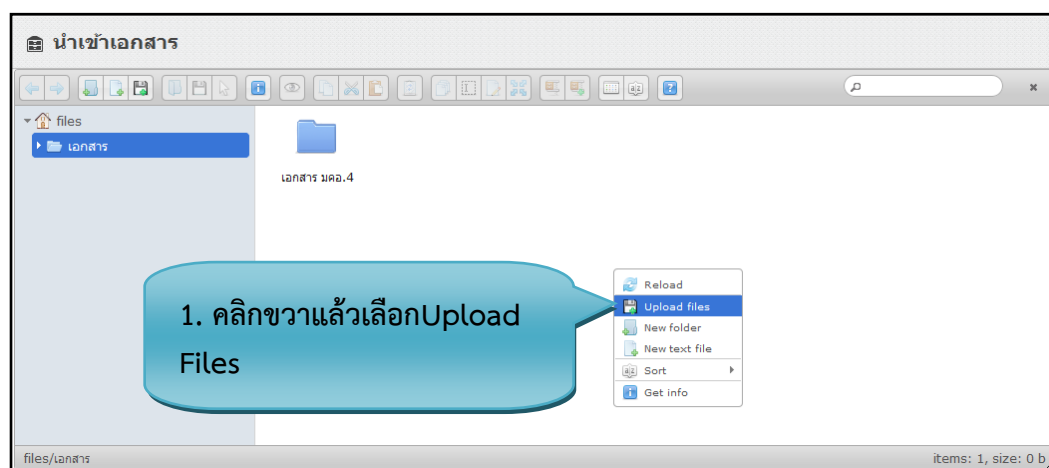 นำเข้าเอกสาร
files
เอกสาร
เอกสาร มคอ.4
1. คลิกขวาแล้วเลือกUpload
Files
Reload
Upload files
New folder
New text file
Sort
Get info
files/เอกสาร
items: 1, size: 0 b